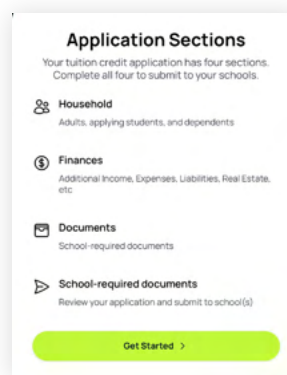 Application Sections
Your tuition credit application has four sections.
Complete all four to submit to your schools.
Household
Adults, applying students, and dependents
Finances
Additional Income, Expenses, Liabilities, Real Estate,
etc
Documents
School-required documents
School-required documents
Review your application and submit to school(s)
Get Started >